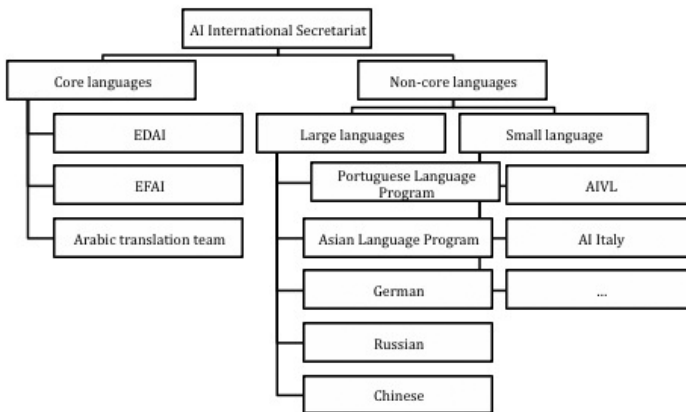 AI International Secretariat
Core languages
Non-core languages
EDAI
Large languages
Small language
EFAI
Portuguese Language
Program
AIVL
Arabic translation team
Asian Language Program
AI Italy
German
...
Russian
Chinese